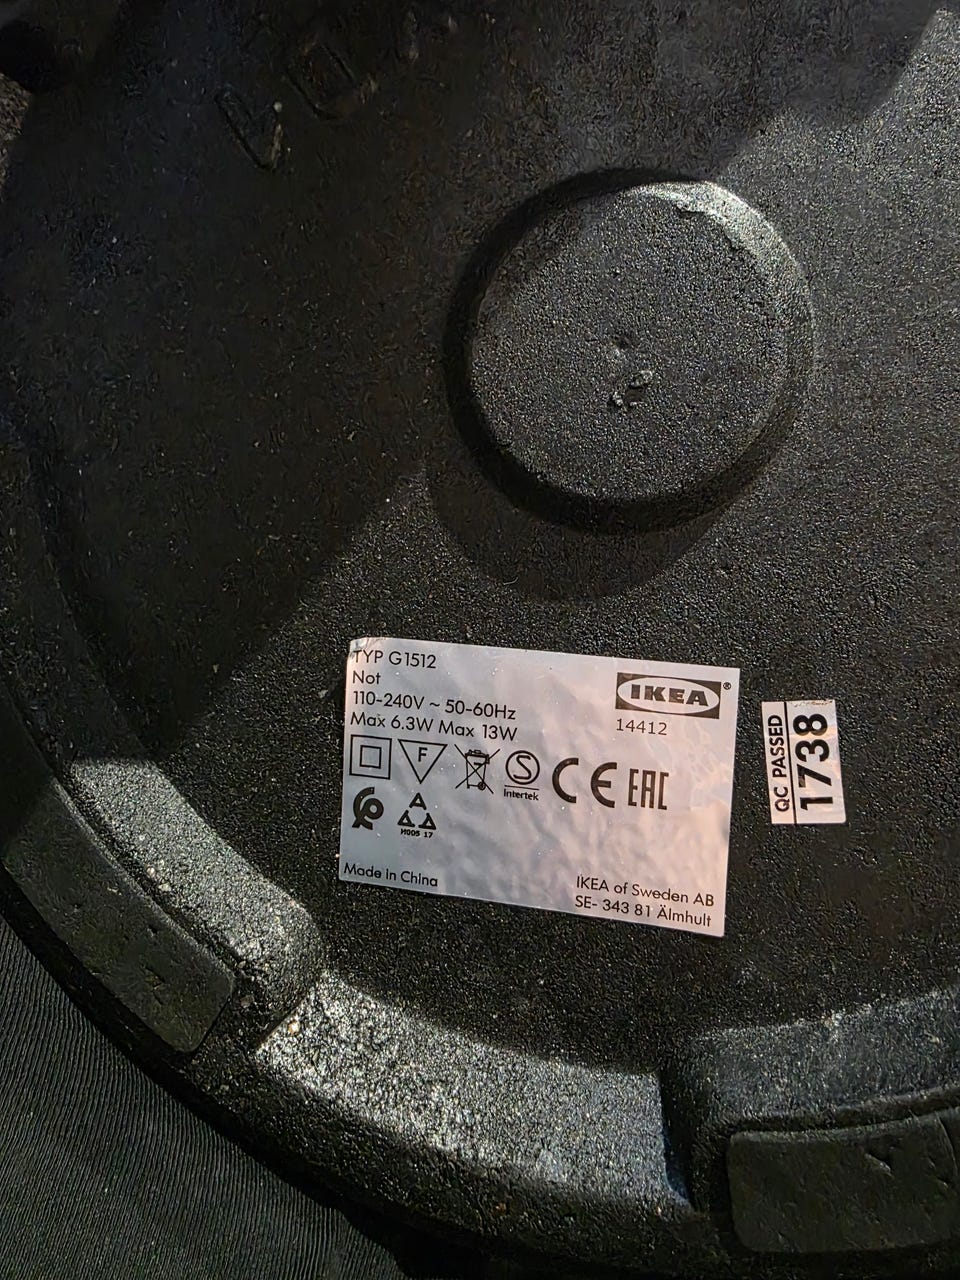 TYP G1512
Not
110-240V ~ 50-60Hz
Max 6.3W Max 13W
IKEA®
14412
F
S
Intertek
CE EAC
И005 17
Made in China
IKEA of Sweden AB
SE- 343 81 Älmhult
QC PASSED
1738